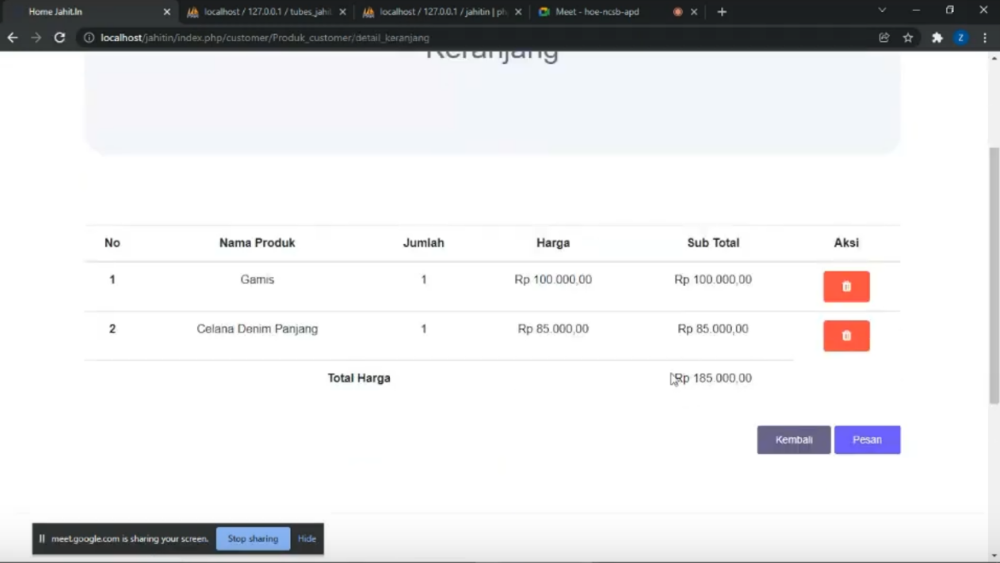 Home Jahit.In
localhost / 127.0.0.1 / tubes_jahit
localhost / 127.0.0.1 / jahitin | ph
Meet - hoe-ncsb-apd
localhost/jahitin/index.php/customer/Produk_customer/detail_keranjang
Z
Keranjang
No Nama Produk Jumlah Harga Sub Total Aksi
1 Gamis 1 Rp 100.000,00 Rp 100.000,00
2 Celana Denim Panjang 1 Rp 85.000,00 Rp 85.000,00
Total Harga Rp 185.000,00
Kembali Pesan
meet.google.com is sharing your screen. Stop sharing Hide